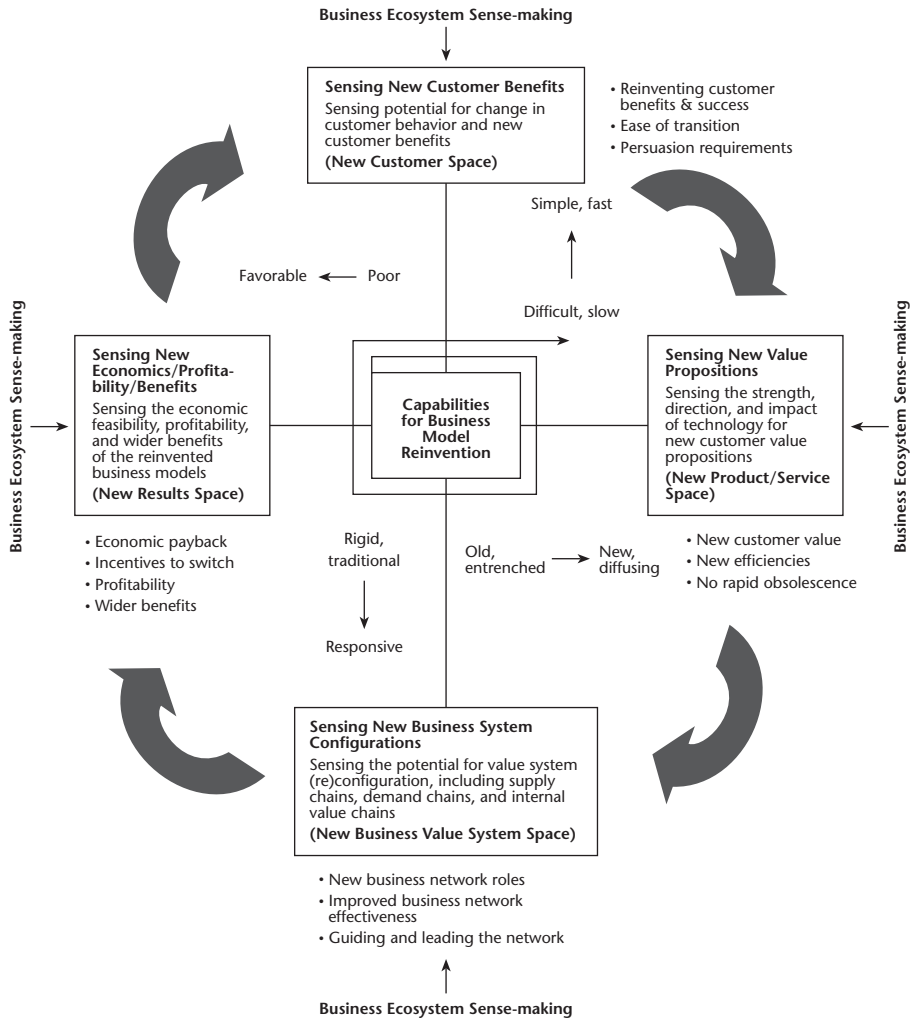 Business Ecosystem Sense-making
Sensing New Customer Benefits
Sensing potential for change in
customer behavior and new
customer benefits
(New Customer Space)
• Reinventing customer
benefits & success
• Ease of transition
• Persuasion requirements
Simple, fast
Favorable
Poor
Difficult, slow
Business Ecosystem Sense-making
Sensing New
Economics/Profita-
bility/Benefits
Sensing the economic
feasibility, profitability,
and wider benefits
of the reinvented
business models
(New Results Space)
Capabilities
for Business
Model
Reinvention
Sensing New Value
Propositions
Sensing the strength,
direction, and impact
of technology for
new customer value
propositions
(New Product/Service
Space)
Business Ecosystem Sense-making
• Economic payback
• Incentives to switch
• Profitability
• Wider benefits
Rigid,
traditional
Responsive
Old,
entrenched
New,
diffusing
• New customer value
• New efficiencies
• No rapid obsolescence
Sensing New Business System
Configurations
Sensing the potential for value system
(re)configuration, including supply
chains, demand chains, and internal
value chains
(New Business Value System Space)
• New business network roles
• Improved business network
effectiveness
• Guiding and leading the network
Business Ecosystem Sense-making